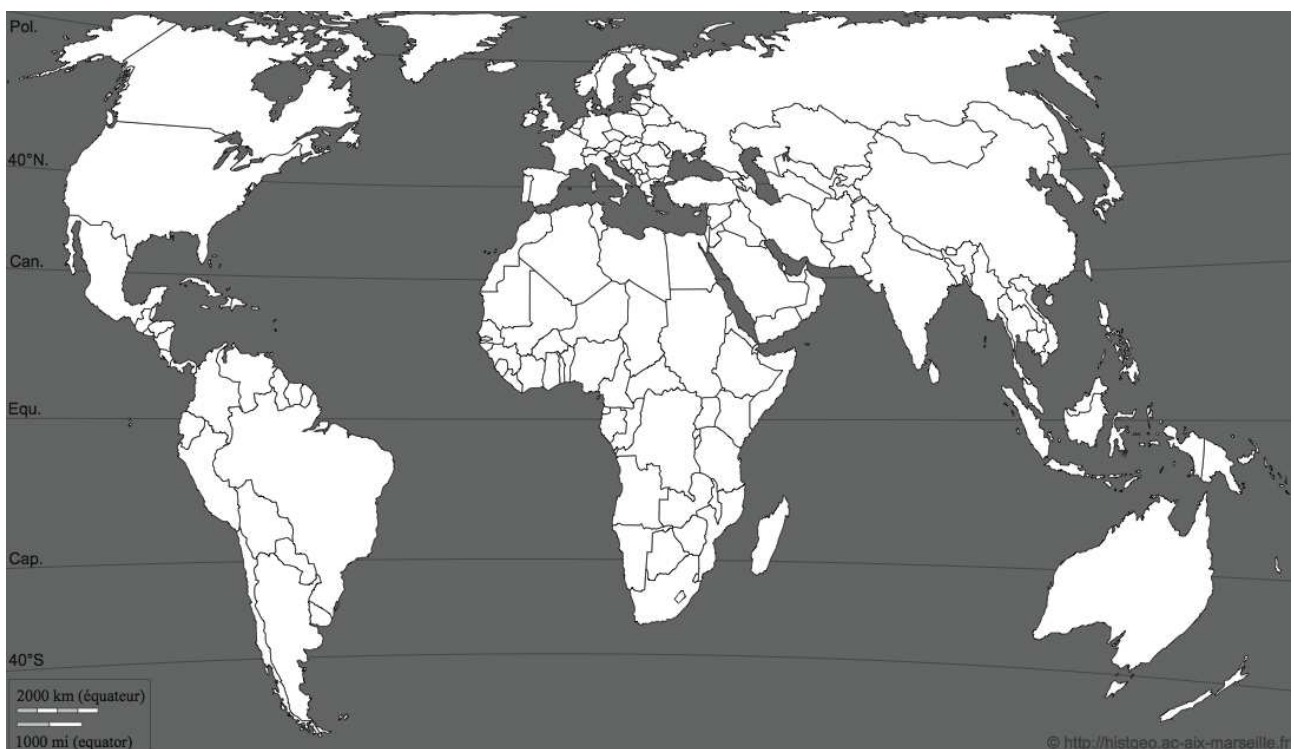 Pol.
40°N.
Can.
Equ.
Cap.
40°S
2000 km (équateur)
1000 mi (equator)
© http://histgeo.ac-aix-marseille.fr